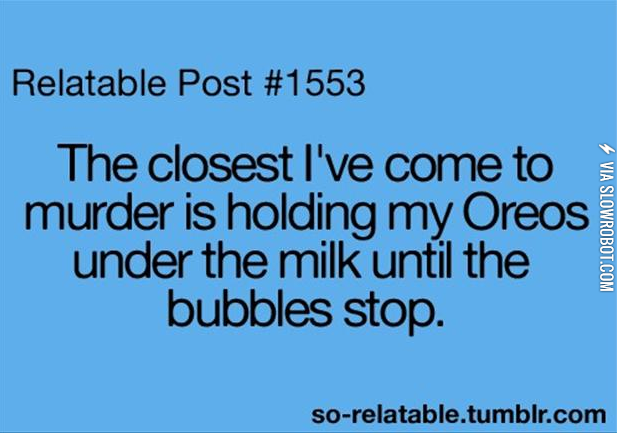 Relatable Post #1553
The closest I've come to
murder is holding my Oreos
under the milk until the
bubbles stop.
so-relatable.tumblr.com
VIA SLOWROBOT.COM